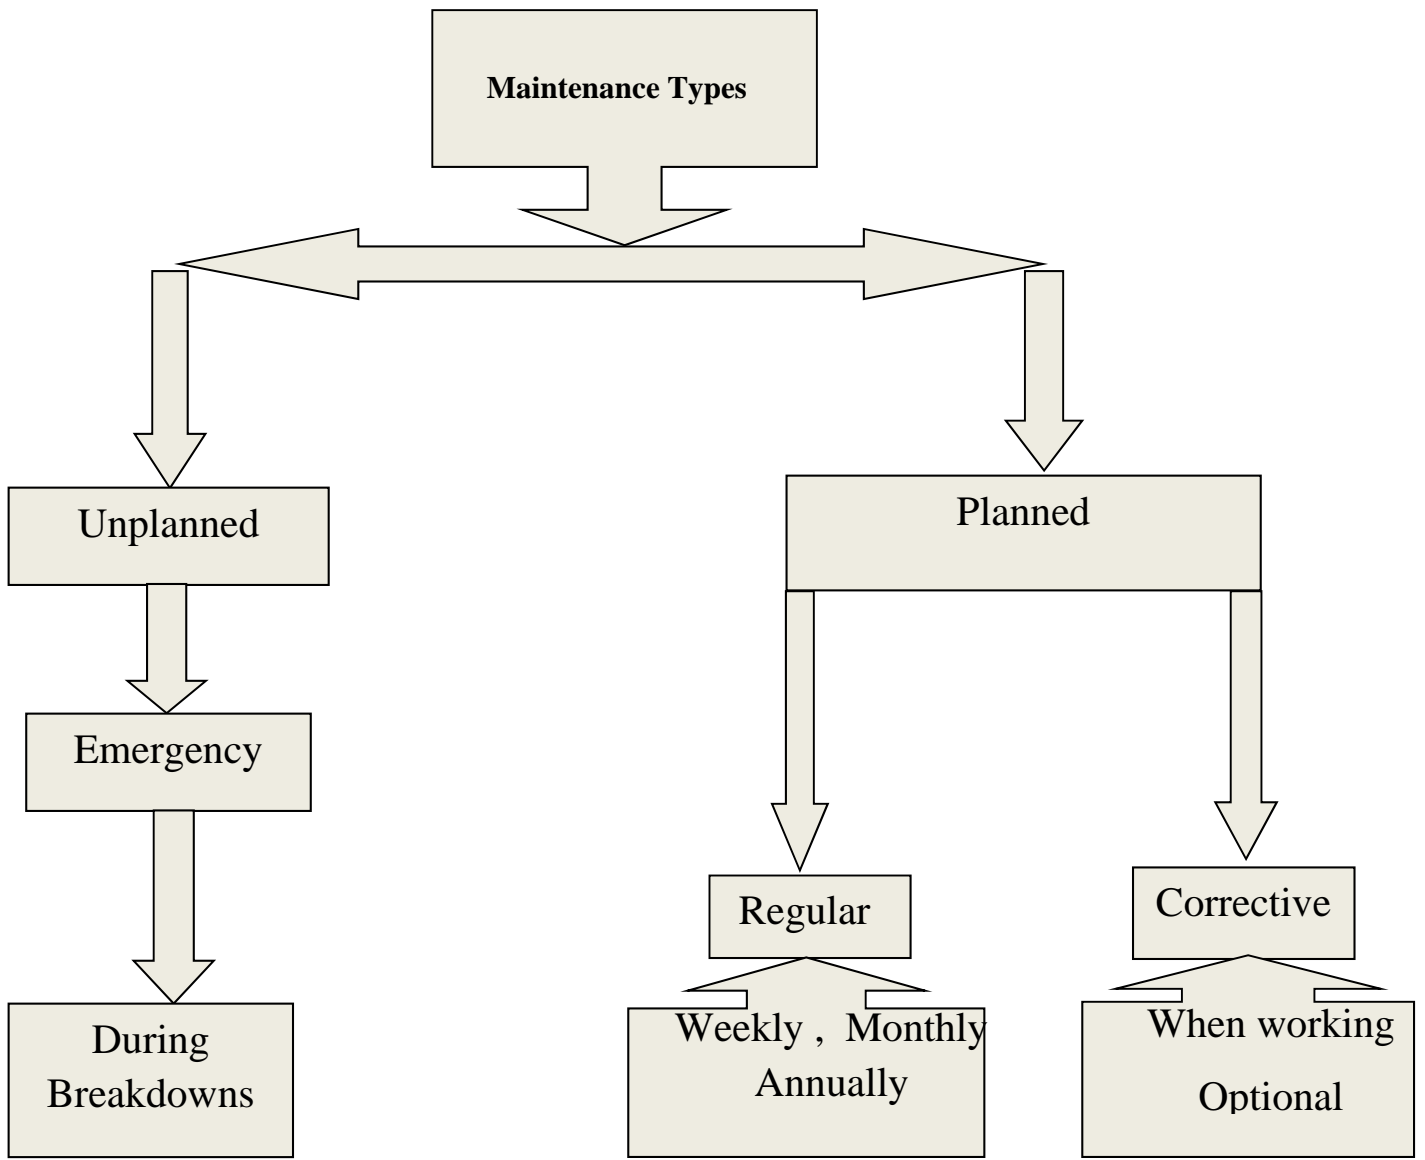 Maintenance Types
Unplanned
Planned
Emergency
Regular
Corrective
During
Breakdowns
Weekly ,  Monthly
Annually
When working
Optional